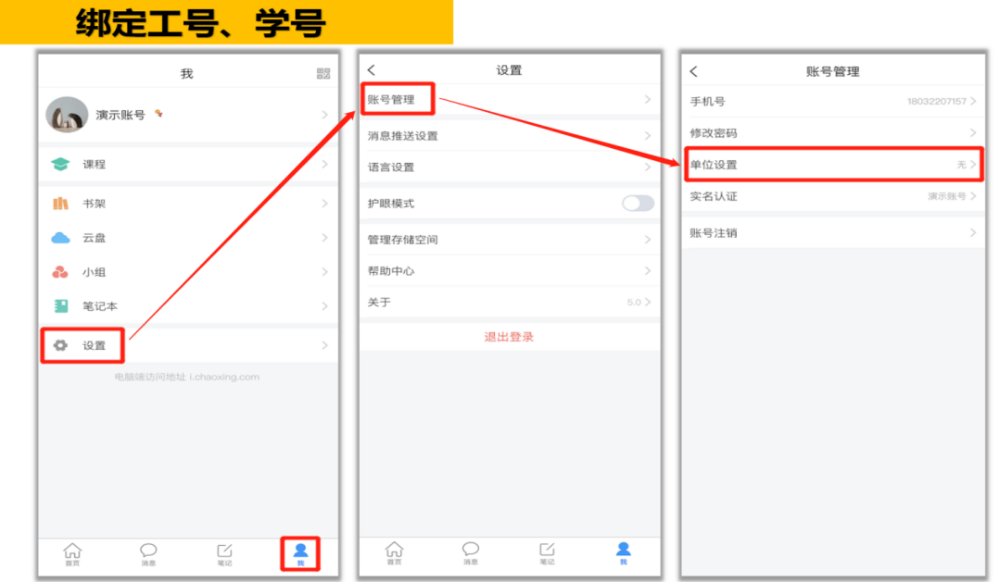 绑定工号、学号
我
演示账号
课程
书架
云盘
小组
笔记本
设置
电脑端访问地址 i.chaoxing.com
首页
消息
笔记
我
设置
账号管理
消息推送设置
语言设置
护眼模式
管理存储空间
帮助中心
关于 5.0
退出登录
首页
消息
笔记
我
账号管理
手机号 18032207157
修改密码
单位设置 无
实名认证 演示账号
账号注销